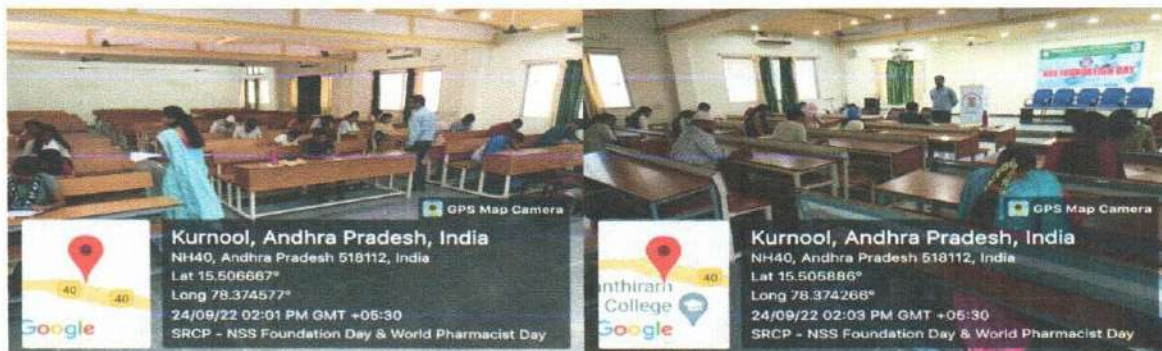 NSS FOUNDATION DAY
GPS Map Camera
Kurnool, Andhra Pradesh, India
NH40, Andhra Pradesh 518112, India
Lat 15.506667°
Long 78.374577°
24/09/22 02:01 PM GMT +05:30
SRCP - NSS Foundation Day & World Pharmacist Day
40
40
Google
GPS Map Camera
Kurnool, Andhra Pradesh, India
NH40, Andhra Pradesh 518112, India
Lat 15.505886°
Long 78.374266°
24/09/22 02:03 PM GMT +05:30
SRCP - NSS Foundation Day & World Pharmacist Day
40
anthiram
College
Google